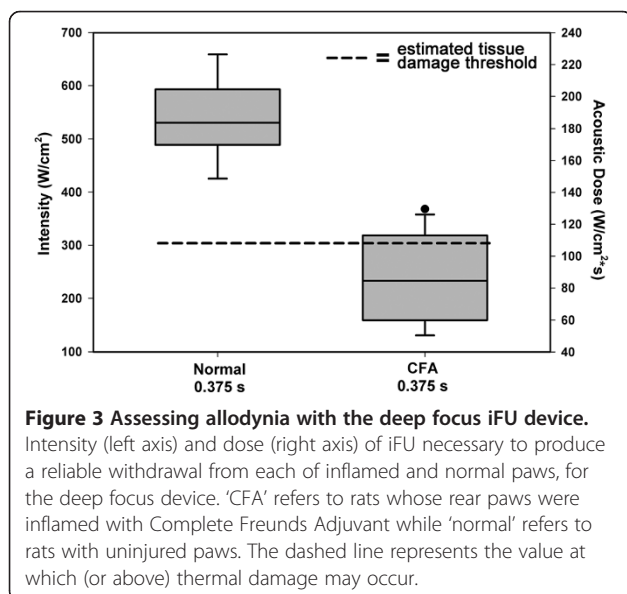 700
600
500
400
300
200
100
Intensity (W/cm²)
= estimated tissue
= damage threshold
240
220
200
180
160
140
120
100
80
60
40
Acoustic Dose (W/cm²*s)
Normal
0.375 s
CFA
0.375 s
Figure 3 Assessing allodynia with the deep focus iFU device.
Intensity (left axis) and dose (right axis) of iFU necessary to produce
a reliable withdrawal from each of inflamed and normal paws, for
the deep focus device. ‘CFA’ refers to rats whose rear paws were
inflamed with Complete Freunds Adjuvant while ‘normal’ refers to
rats with uninjured paws. The dashed line represents the value at
which (or above) thermal damage may occur.